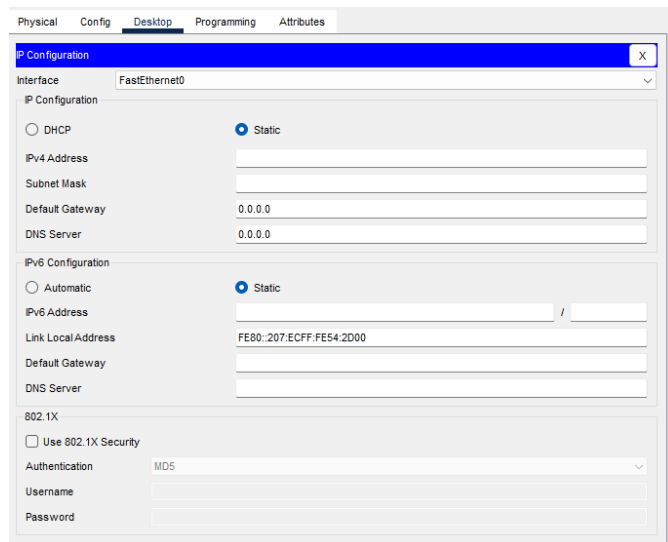 Physical Config Desktop Programming Attributes
IP Configuration X
Interface FastEthernet0
IP Configuration
DHCP Static
IPv4 Address
Subnet Mask
Default Gateway 0.0.0.0
DNS Server 0.0.0.0
IPv6 Configuration
Automatic Static
IPv6 Address /
Link Local Address FE80::207:ECFF:FE54:2D00
Default Gateway
DNS Server
802.1X
Use 802.1X Security
Authentication MD5
Username
Password